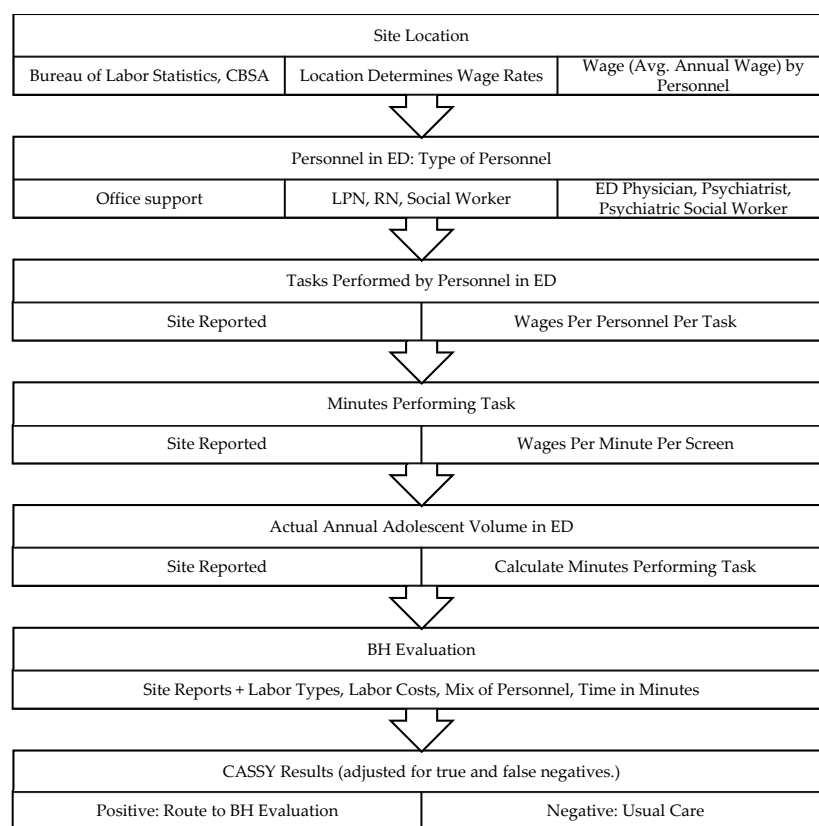 Site Location
Bureau of Labor Statistics, CBSA
Location Determines Wage Rates
Wage (Avg. Annual Wage) by
Personnel
Personnel in ED: Type of Personnel
Office support
LPN, RN, Social Worker
ED Physician, Psychiatrist,
Psychiatric Social Worker
Tasks Performed by Personnel in ED
Site Reported
Wages Per Personnel Per Task
Minutes Performing Task
Site Reported
Wages Per Minute Per Screen
Actual Annual Adolescent Volume in ED
Site Reported
Calculate Minutes Performing Task
BH Evaluation
Site Reports + Labor Types, Labor Costs, Mix of Personnel, Time in Minutes
CASSY Results (adjusted for true and false negatives.)
Positive: Route to BH Evaluation
Negative: Usual Care